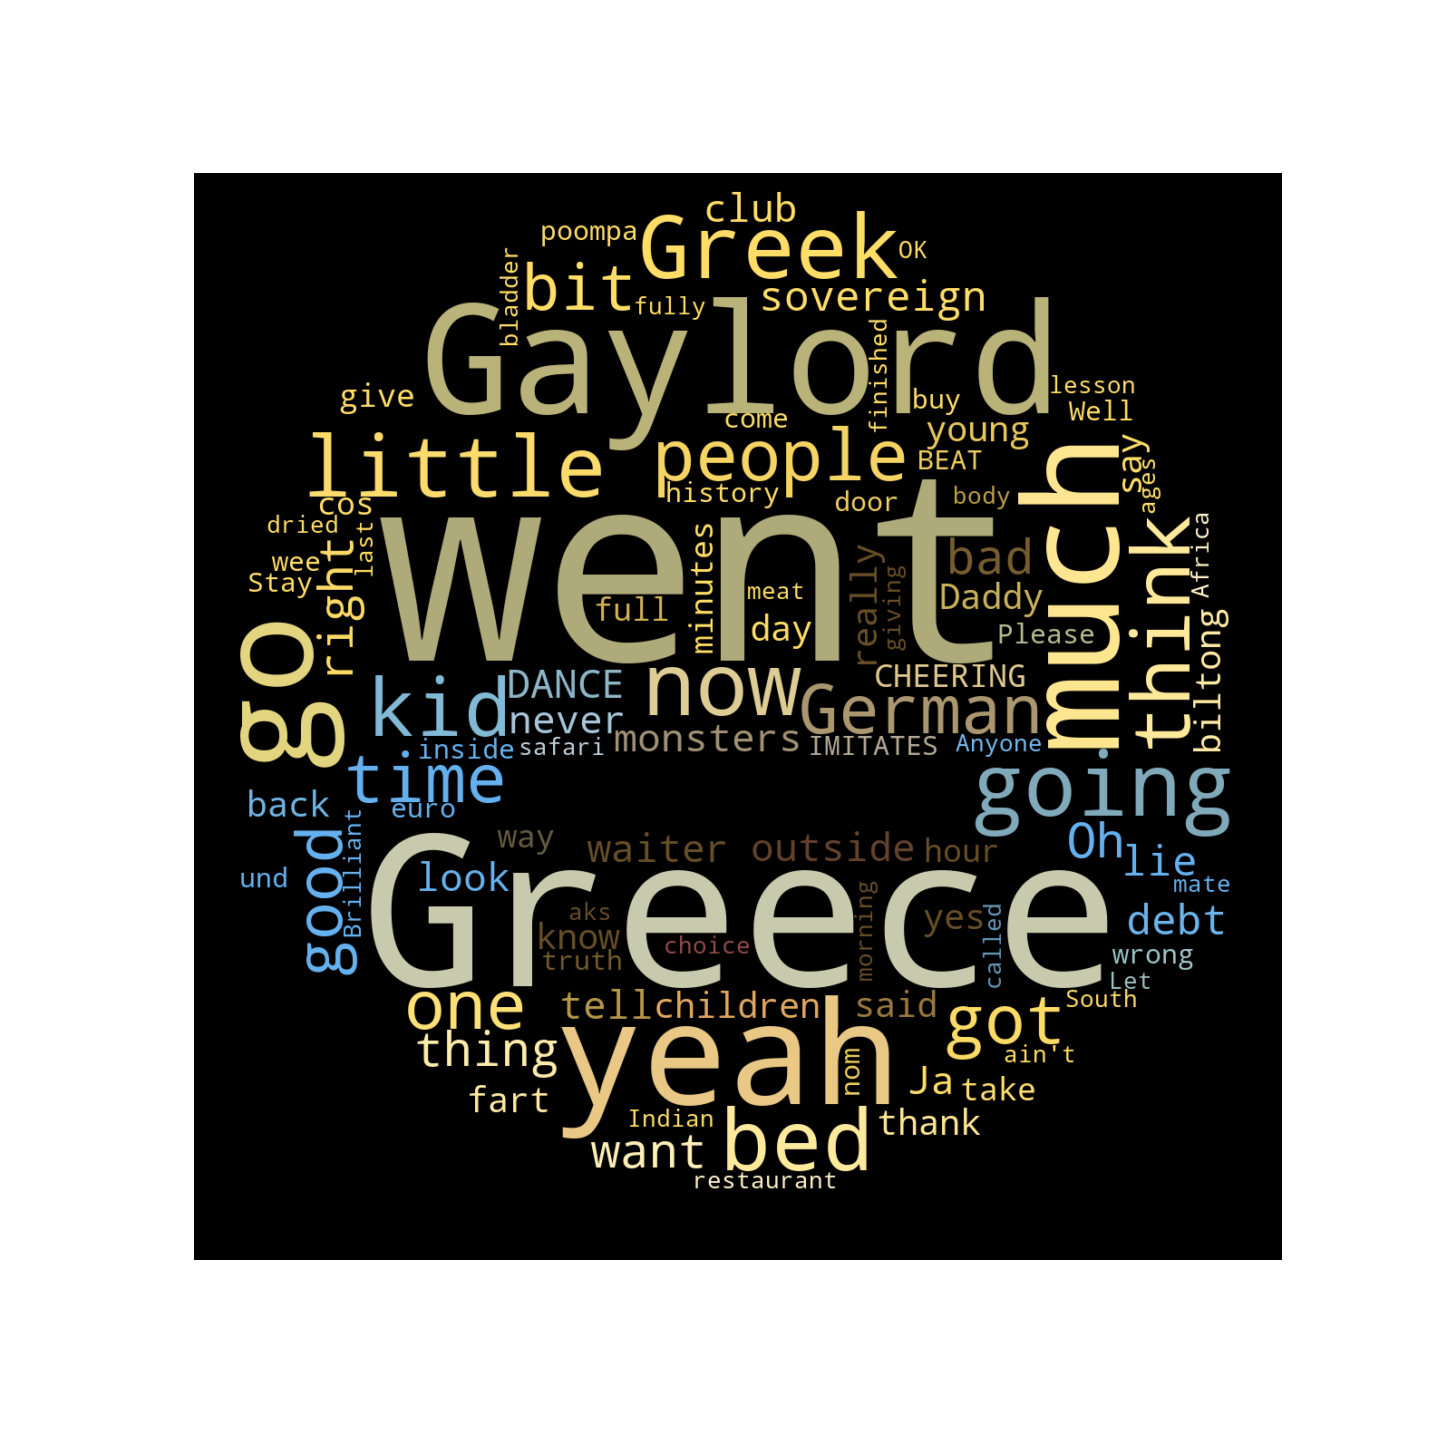 club
poompa
Greek
OK
bladder
bit
fully
sovereign
Gaylord
finished
give
come
buy
lesson
Well
young
little
people
BEAT
much
say
ages
history
door
body
cos
dried
last
went
think
Africa
wee
Stay
right
full
minutes
meat
day
really
giving
bad
Daddy
Please
biltong
go
kid
DANCE
never
now
CHEERING
German
inside
safari
monsters
IMITATES
Anyone
time
going
back
euro
good
Brilliant
way
waiter
outside
hour
Oh
lie
und
look
Greece
mate
aks
know
truth
choice
morning
yes
called
debt
wrong
Let
one
tell
children
said
got
South
thing
yeah
nom
ain't
fart
Ja
take
Indian
want
bed
thank
restaurant